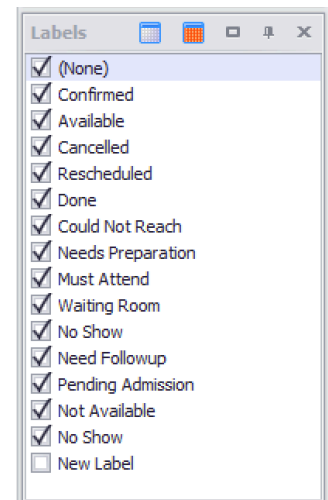 Labels
(None)
Confirmed
Available
Cancelled
Rescheduled
Done
Could Not Reach
Needs Preparation
Must Attend
Waiting Room
No Show
Need Followup
Pending Admission
Not Available
No Show
New Label